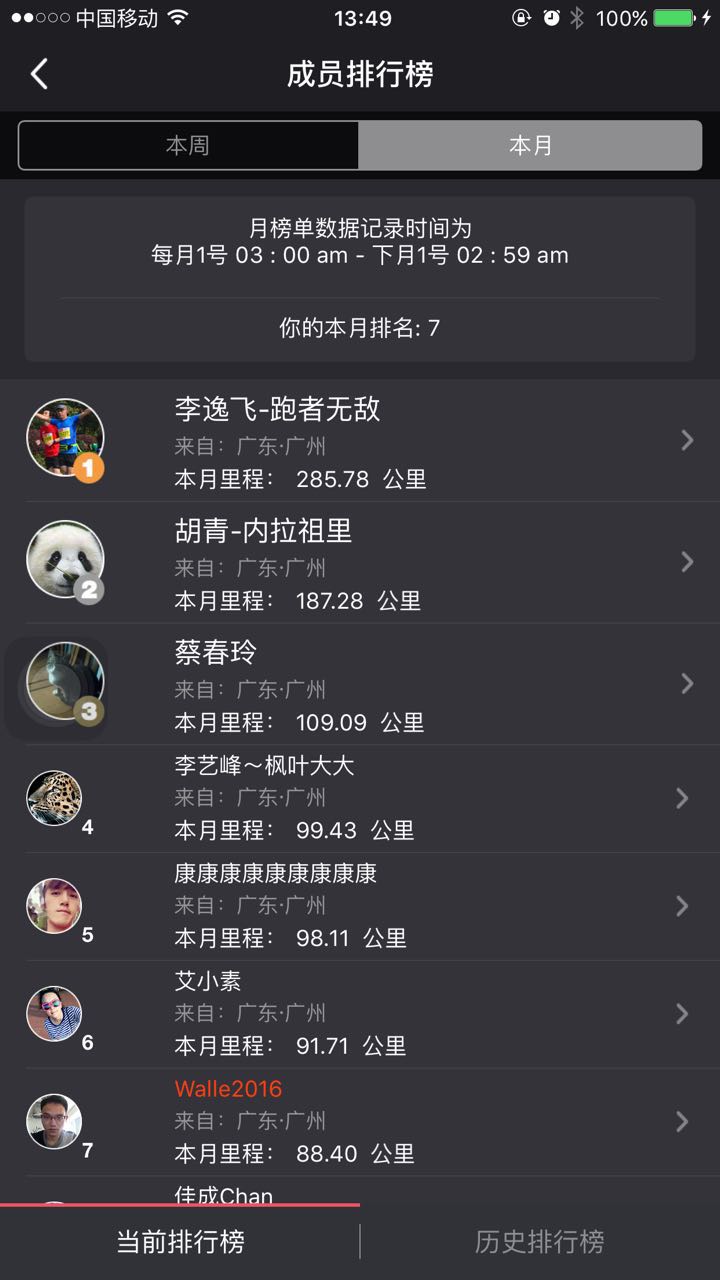 中国移动
13:49
100%
成员排行榜
本周
本月
月榜单数据记录时间为
每月1号 03 : 00 am - 下月1号 02 : 59 am
你的本月排名: 7
李逸飞-跑者无敌
来自：广东·广州
1
本月里程： 285.78 公里
胡青-内拉祖里
来自：广东·广州
2
本月里程： 187.28 公里
蔡春玲
来自：广东·广州
3
本月里程： 109.09 公里
李艺峰～枫叶大大
来自：广东·广州
4
本月里程： 99.43 公里
康康康康康康康康康
来自：广东·广州
5
本月里程： 98.11 公里
艾小素
来自：广东·广州
6
本月里程： 91.71 公里
Walle2016
来自：广东·广州
7
本月里程： 88.40 公里
佳成Chan
当前排行榜
历史排行榜